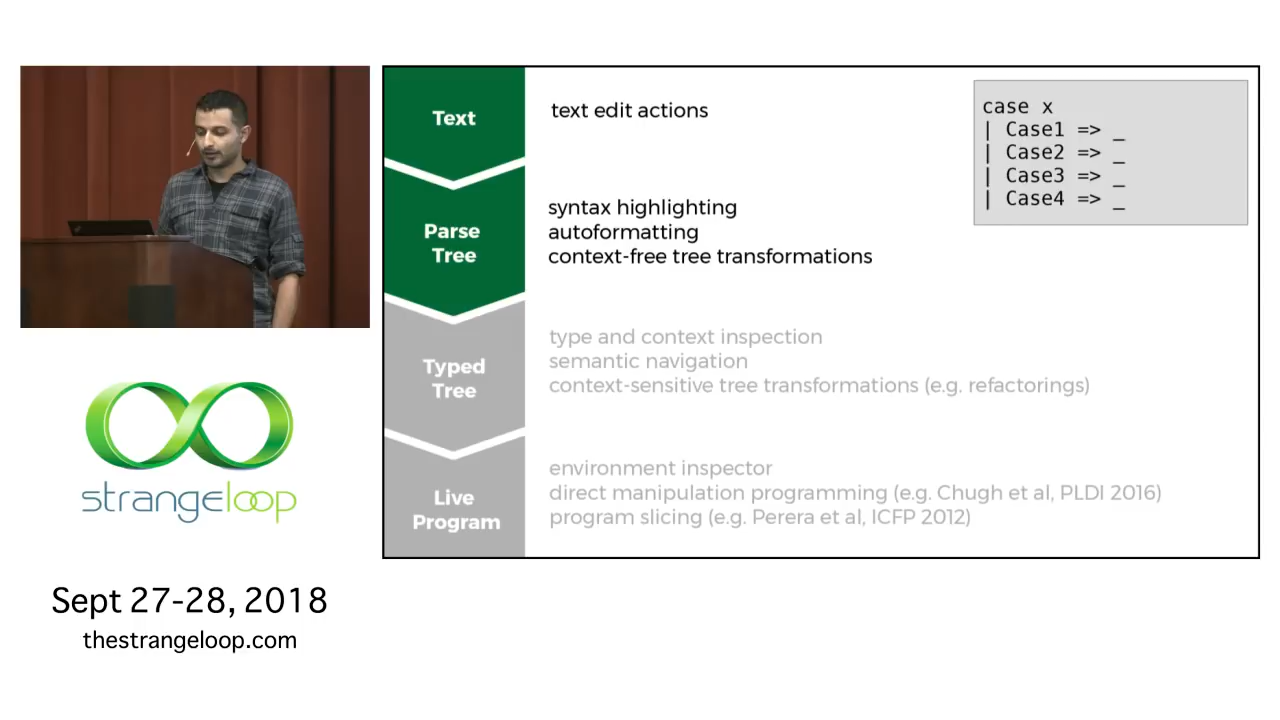 Text
text edit actions
case x
| Case1 => _
| Case2 => _
| Case3 => _
| Case4 => _
Parse
Tree
syntax highlighting
autoformatting
context-free tree transformations
Typed
Tree
type and context inspection
semantic navigation
context-sensitive tree transformations (e.g. refactorings)
Live
Program
environment inspector
direct manipulation programming (e.g. Chugh et al, PLDI 2016)
program slicing (e.g. Perera et al, ICFP 2012)
strangeloop
Sept 27-28, 2018
thestrangeloop.com